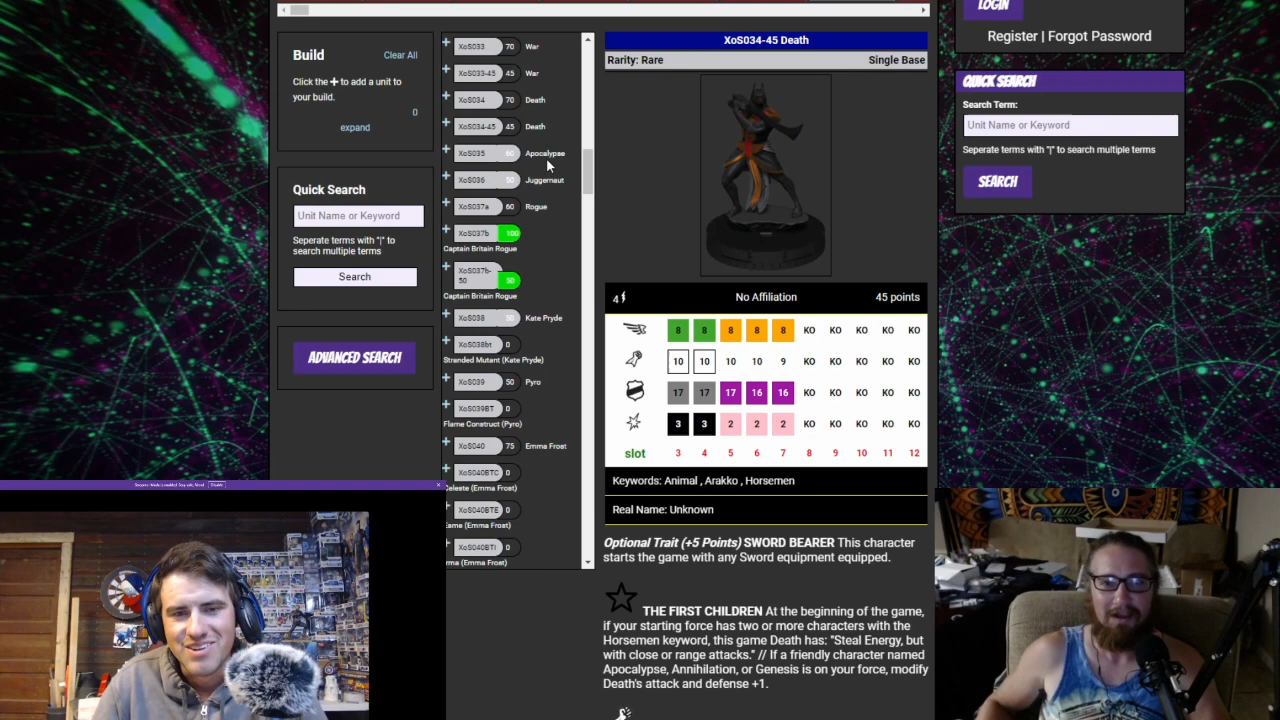 LOGIN
Register | Forgot Password
QUICK SEARCH
Search Term:
Unit Name or Keyword
Seperate terms with "|" to search multiple terms
SEARCH
Build
Clear All
Click the + to add a unit to
your build.
0
expand
Quick Search
Unit Name or Keyword
Seperate terms with "|" to
search multiple terms
Search
ADVANCED SEARCH
XoS033 70 War
XoS033-45 45 War
XoS034 70 Death
XoS034-45 45 Death
XoS035 60 Apocalypse
XoS036 50 Juggernaut
XoS037a 60 Rogue
XoS037b 100
Captain Britain Rogue
XoS037b-
50 50
Captain Britain Rogue
XoS038 50 Kate Pryde
XoS038bt 0
Stranded Mutant (Kate Pryde)
XoS039 50 Pyro
XoS039BT 0
Flame Construct (Pyro)
XoS040 75 Emma Frost
XoS040BTC 0
Celeste (Emma Frost)
XoS040BTE 0
(Emma Frost)
XoS040BTI 0
(Emma Frost)
XoS034-45 Death
Rarity: Rare Single Base
4 No Affiliation 45 points
8 8 8 8 8 KO KO KO KO KO
10 10 10 10 9 KO KO KO KO KO
17 17 17 16 16 KO KO KO KO KO
3 3 2 2 2 KO KO KO KO KO
slot 3 4 5 6 7 8 9 10 11 12
Keywords: Animal , Arakko , Horsemen
Real Name: Unknown
Optional Trait (+5 Points) SWORD BEARER This character
starts the game with any Sword equipment equipped.
THE FIRST CHILDREN At the beginning of the game,
if your starting force has two or more characters with the
Horsemen keyword, this game Death has: "Steal Energy, but
with close or range attacks." // If a friendly character named
Apocalypse, Annihilation, or Genesis is on your force, modify
Death's attack and defense +1.